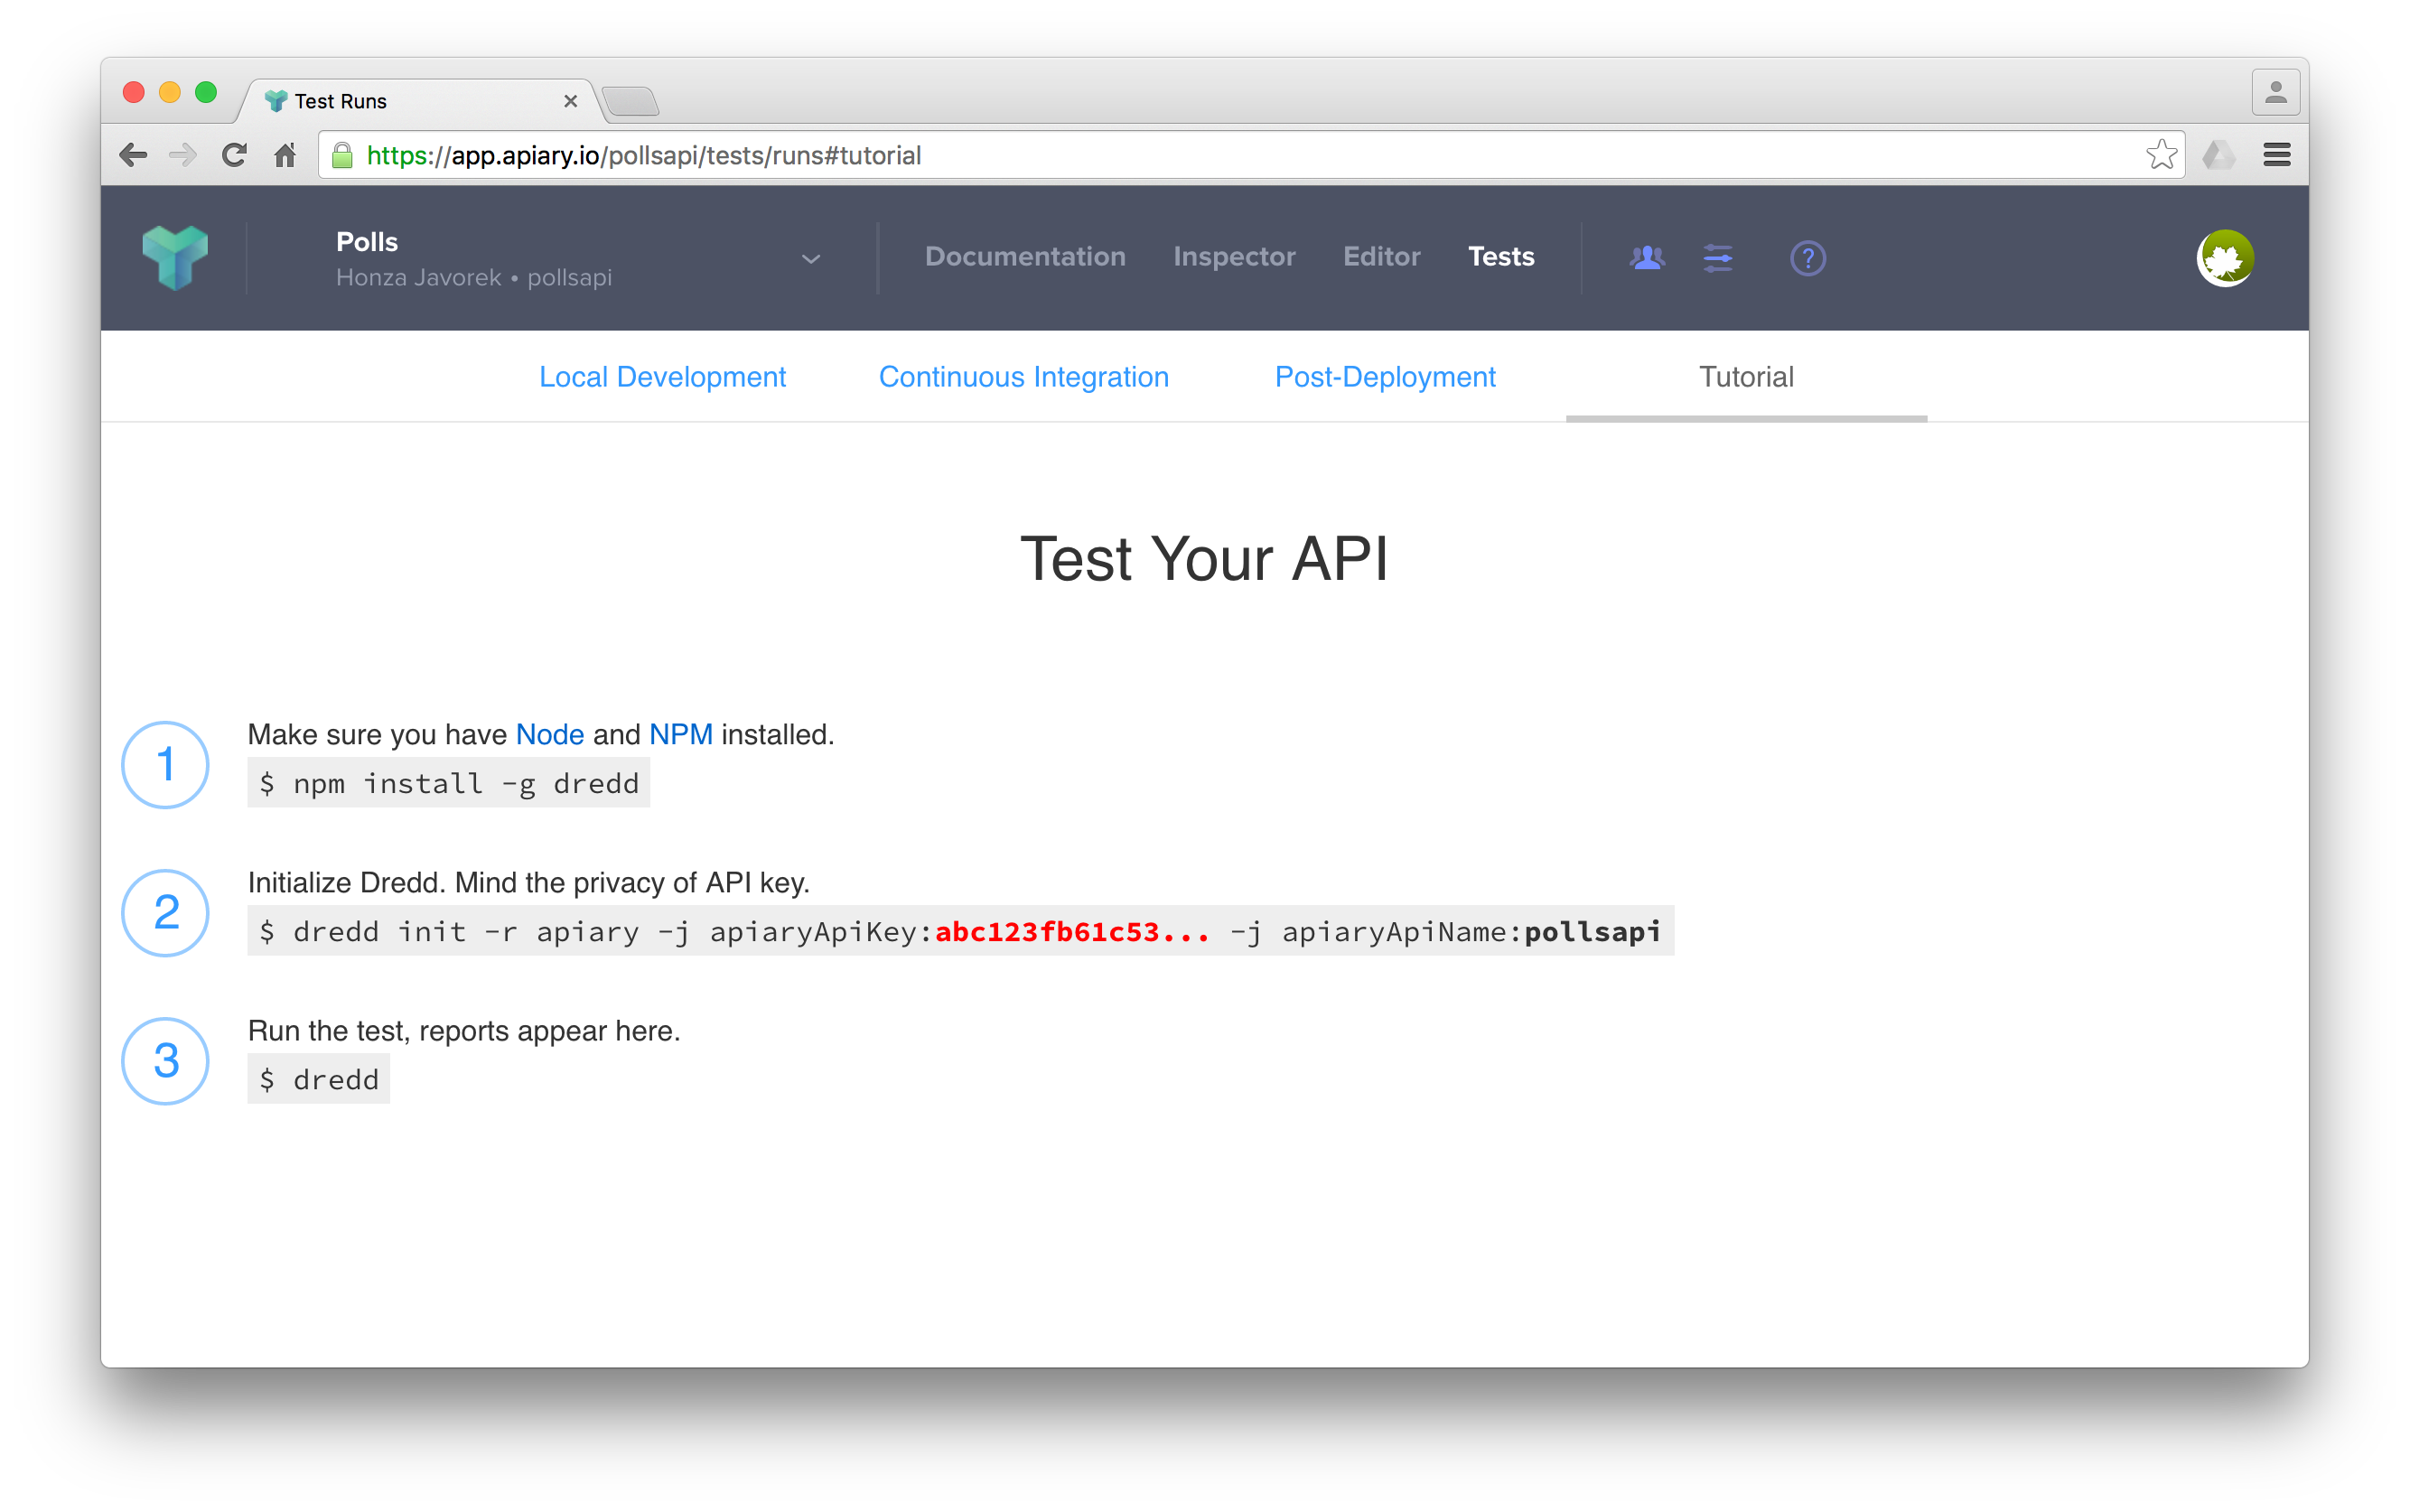 Test Runs
https://app.apiary.io/pollsapi/tests/runs#tutorial
Polls
Honza Javorek • pollsapi
Documentation Inspector Editor Tests ?
Local Development Continuous Integration Post-Deployment Tutorial
Test Your API
1
Make sure you have Node and NPM installed.
$ npm install -g dredd
2
Initialize Dredd. Mind the privacy of API key.
$ dredd init -r apiary -j apiaryApiKey:abc123fb61c53... -j apiaryApiName:pollsapi
3
Run the test, reports appear here.
$ dredd